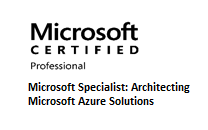 Microsoft
CERTIFIED
Professional
Microsoft Specialist: Architecting
Microsoft Azure Solutions